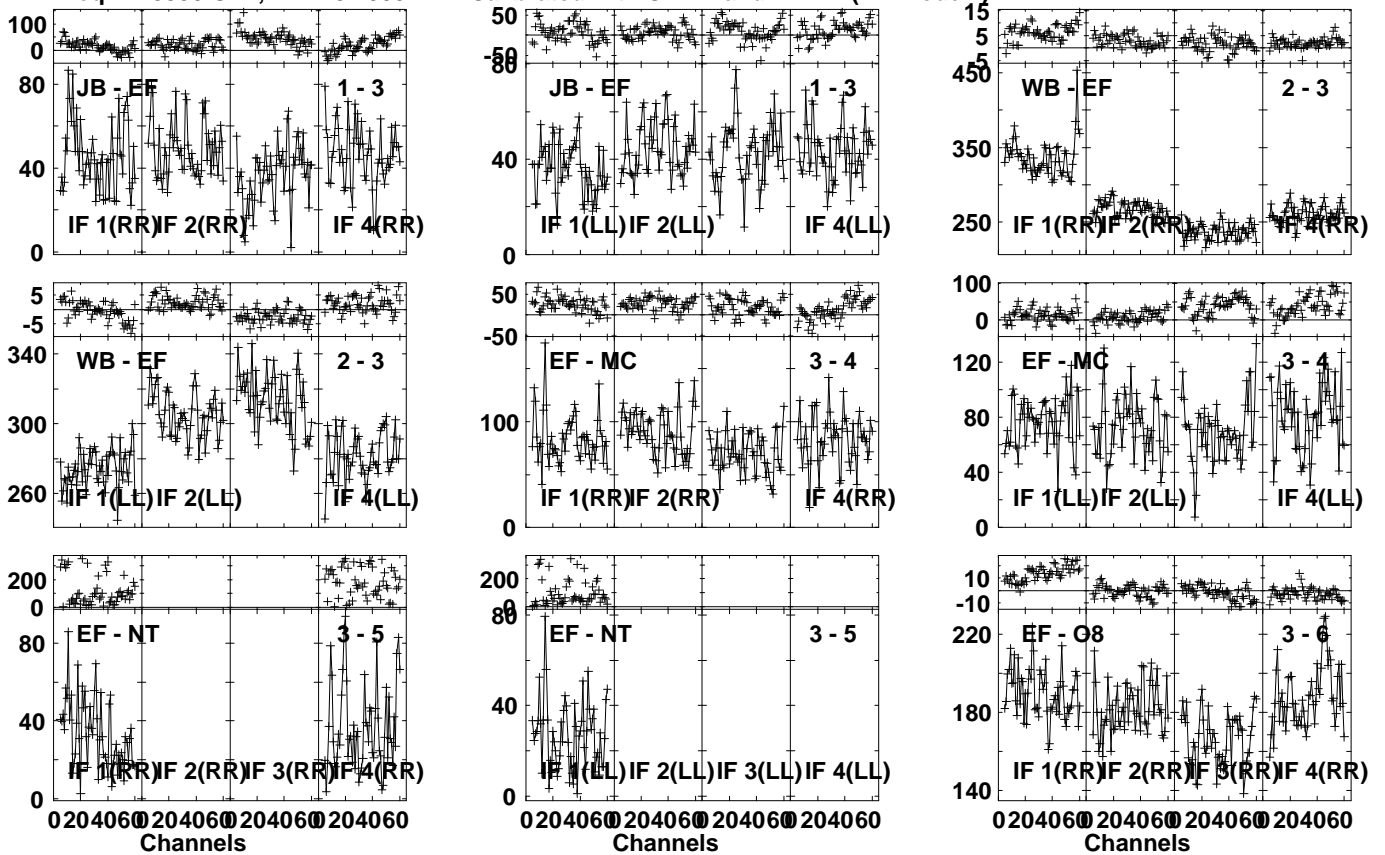 100
0
80
40
0
JB - EF
1 - 3
IF 1(RR)
IF 2(RR)
IF 4(RR)
50
-50
80
40
0
JB - EF
1 - 3
IF 1(LL)
IF 2(LL)
IF 4(LL)
15
5
-5
450
350
250
WB - EF
2 - 3
IF 1(RR)
IF 2(RR)
IF 4(RR)
5
-5
340
300
260
WB - EF
2 - 3
IF 1(LL)
IF 2(LL)
IF 4(LL)
50
-50
100
0
EF - MC
3 - 4
IF 1(RR)
IF 2(RR)
IF 4(RR)
100
0
120
80
40
0
EF - MC
3 - 4
IF 1(LL)
IF 2(LL)
IF 4(LL)
200
0
80
40
0
EF - NT
3 - 5
IF 1(RR)
IF 2(RR)
IF 3(RR)
IF 4(RR)
0 20 40 60 0 20 40 60 0 20 40 60 0 20 40 60
Channels
200
0
80
40
0
EF - NT
3 - 5
IF 1(LL)
IF 2(LL)
IF 3(LL)
IF 4(LL)
0 20 40 60 0 20 40 60 0 20 40 60 0 20 40 60
Channels
10
-10
220
180
140
EF - O8
3 - 6
IF 1(RR)
IF 2(RR)
IF 3(RR)
IF 4(RR)
0 20 40 60 0 20 40 60 0 20 40 60 0 20 40 60
Channels